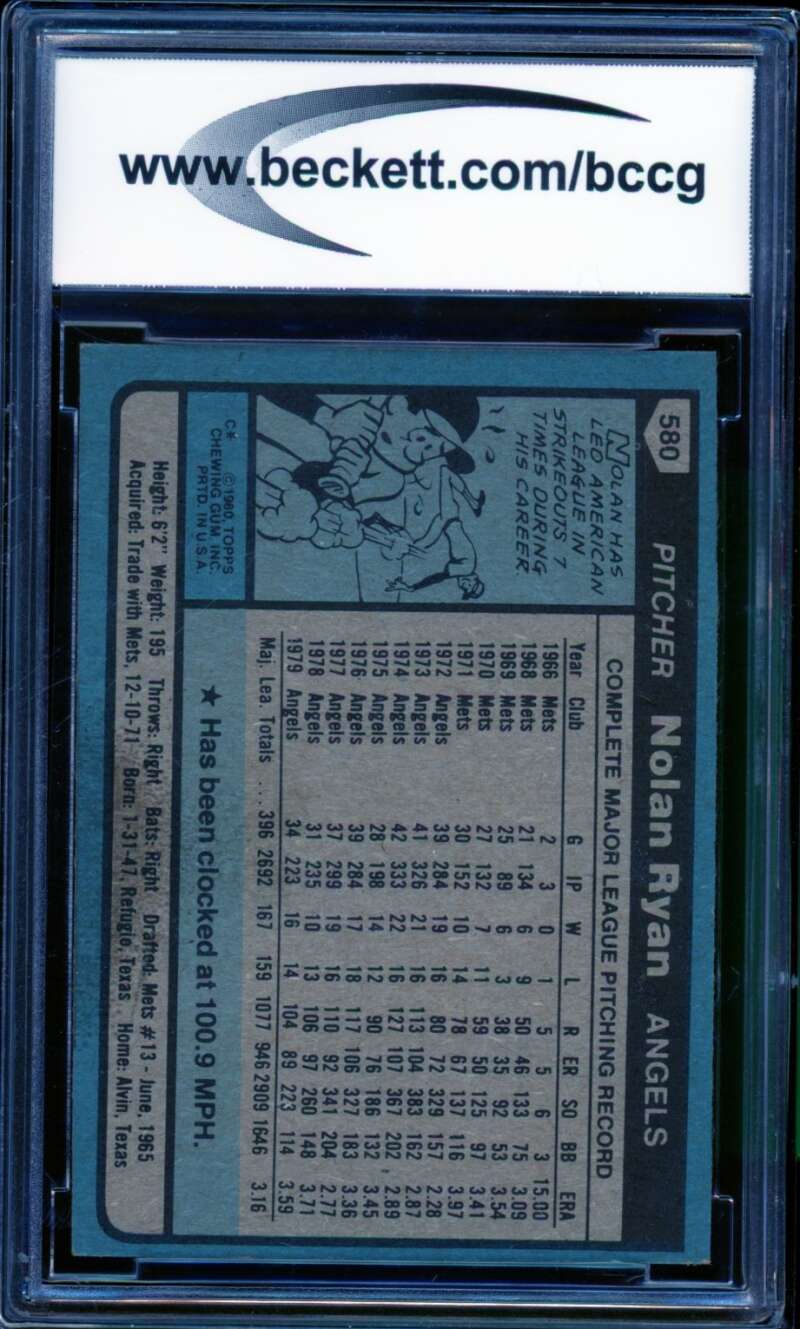 www.beckett.com/bccg
580 PITCHER Nolan Ryan ANGELS
NOLAN HAS
LED AMERICAN
LEAGUE IN
STRIKEOUTS 7
TIMES DURING
HIS CAREER
COMPLETE MAJOR LEAGUE PITCHING RECORD
Year Club G IP W L R ER SO BB ERA
1966 Mets 2 3 0 1 5 5 6 3 15.00
1968 Mets 21 134 6 9 50 46 133 75 3.09
1969 Mets 25 89 6 3 38 35 92 53 3.54
1970 Mets 27 132 7 11 59 50 125 97 3.41
1971 Mets 30 152 10 14 78 67 137 116 3.97
1972 Angels 39 284 19 16 80 72 329 157 2.28
1973 Angels 41 326 21 16 113 104 383 162 2.87
1974 Angels 42 333 22 16 127 107 367 202 2.89
1975 Angels 28 198 14 12 90 76 186 132 3.45
1976 Angels 39 284 17 18 117 106 327 183 3.36
1977 Angels 37 299 19 16 110 92 341 204 2.77
1978 Angels 31 235 10 13 106 97 260 148 3.71
1979 Angels 34 223 16 14 104 89 223 114 3.59
Maj. Lea. Totals .... 396 2692 167 159 1077 946 2909 1646 3.16
C* © 1980 TOPPS
CHEWING GUM, INC.
PRTD. IN U.S.A.
★ Has been clocked at 100.9 MPH.
Height: 6'2" Weight: 195 Throws: Right Bats: Right Drafted: Mets #13 - June, 1965
Acquired: Trade with Mets, 12-10-71 Born: 1-31-47, Refugio, Texas Home: Alvin, Texas